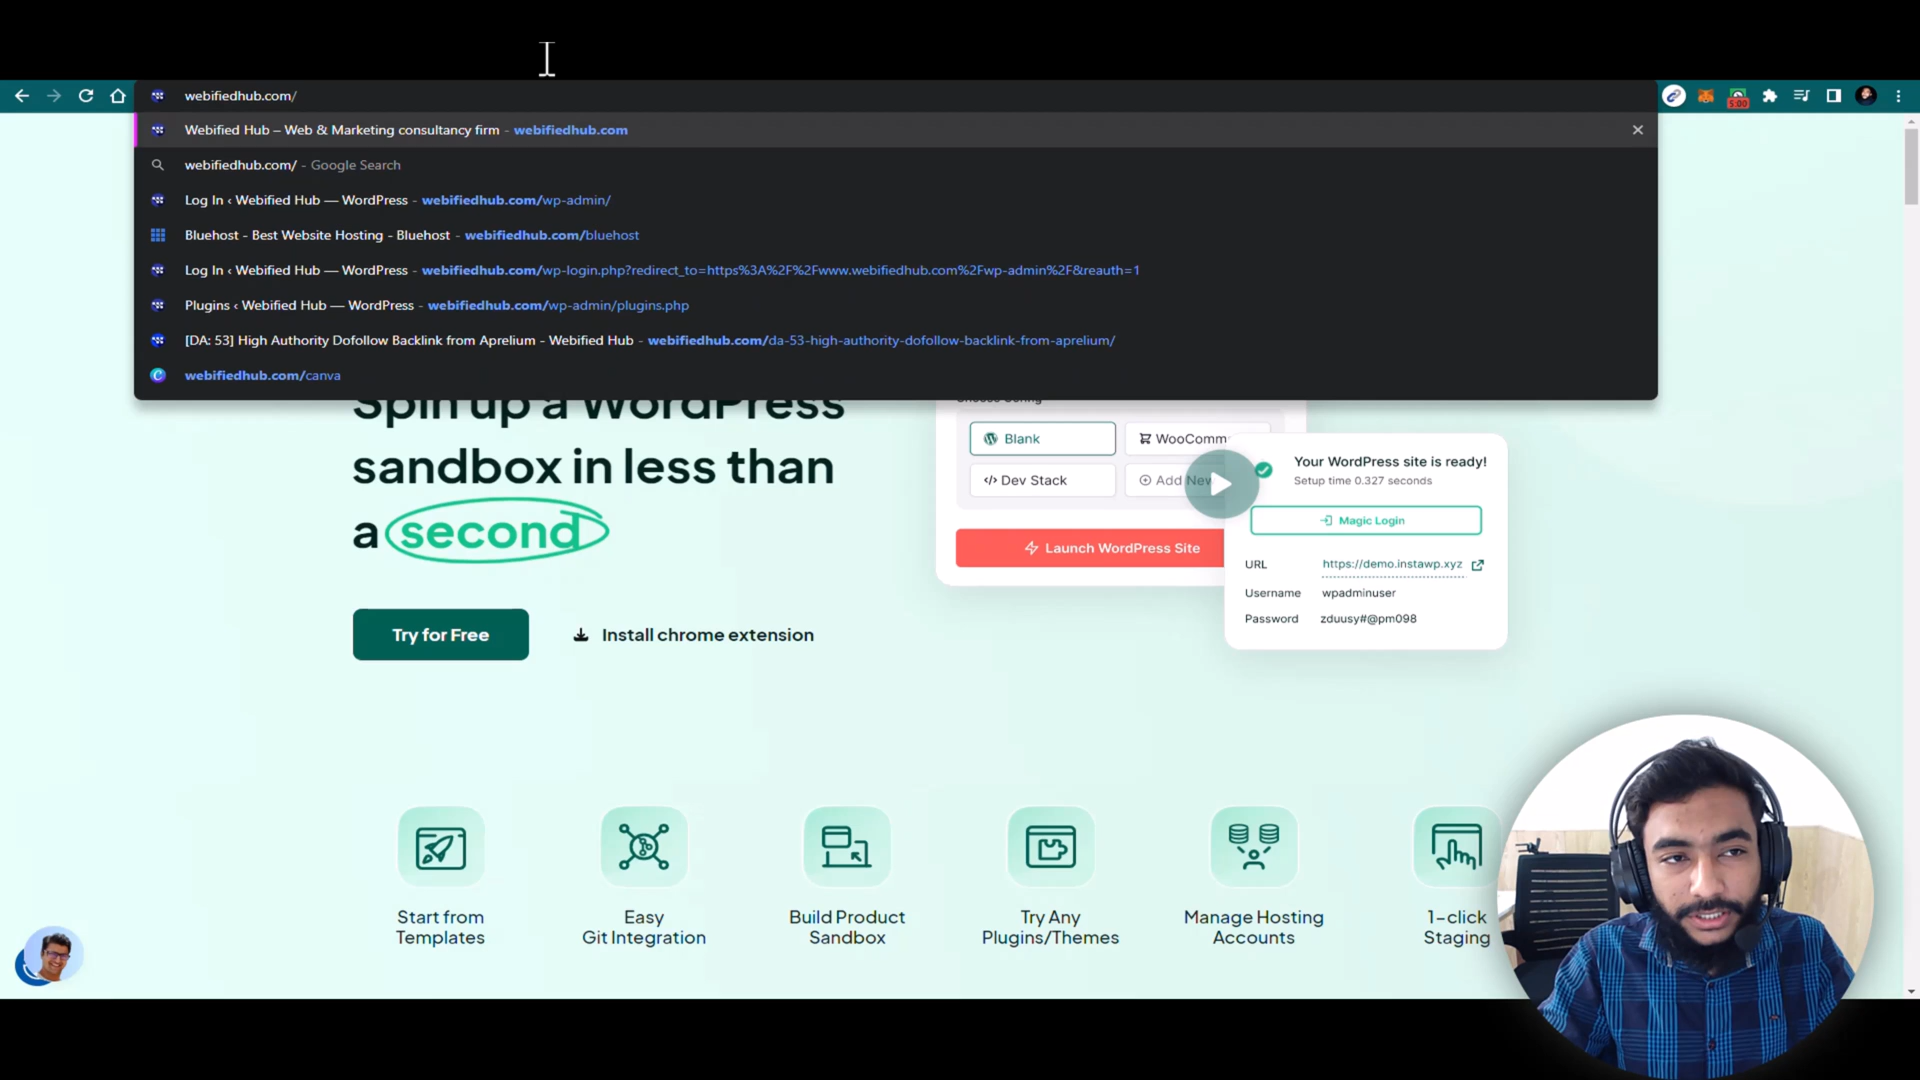 webifiedhub.com/
5:00
Webified Hub – Web & Marketing consultancy firm - webifiedhub.com
webifiedhub.com/ - Google Search
Log In ‹ Webified Hub — WordPress - webifiedhub.com/wp-admin/
Bluehost - Best Website Hosting - Bluehost - webifiedhub.com/bluehost
Log In ‹ Webified Hub — WordPress - webifiedhub.com/wp-login.php?redirect_to=https%3A%2F%2Fwww.webifiedhub.com%2Fwp-admin%2F&reauth=1
Plugins ‹ Webified Hub — WordPress - webifiedhub.com/wp-admin/plugins.php
[DA: 53] High Authority Dofollow Backlink from Aprelium - Webified Hub - webifiedhub.com/da-53-high-authority-dofollow-backlink-from-aprelium/
webifiedhub.com/canva
Spin up a WordPress
sandbox in less than
a second
Try for Free
Install chrome extension
Blank
WooComm
</> Dev Stack
Add New
Launch WordPress Site
Your WordPress site is ready!
Setup time 0.327 seconds
Magic Login
URL https://demo.instawp.xyz
Username wpadminuser
Password zduusy#@pm098
Start from
Templates
Easy
Git Integration
Build Product
Sandbox
Try Any
Plugins/Themes
Manage Hosting
Accounts
1-click
Staging